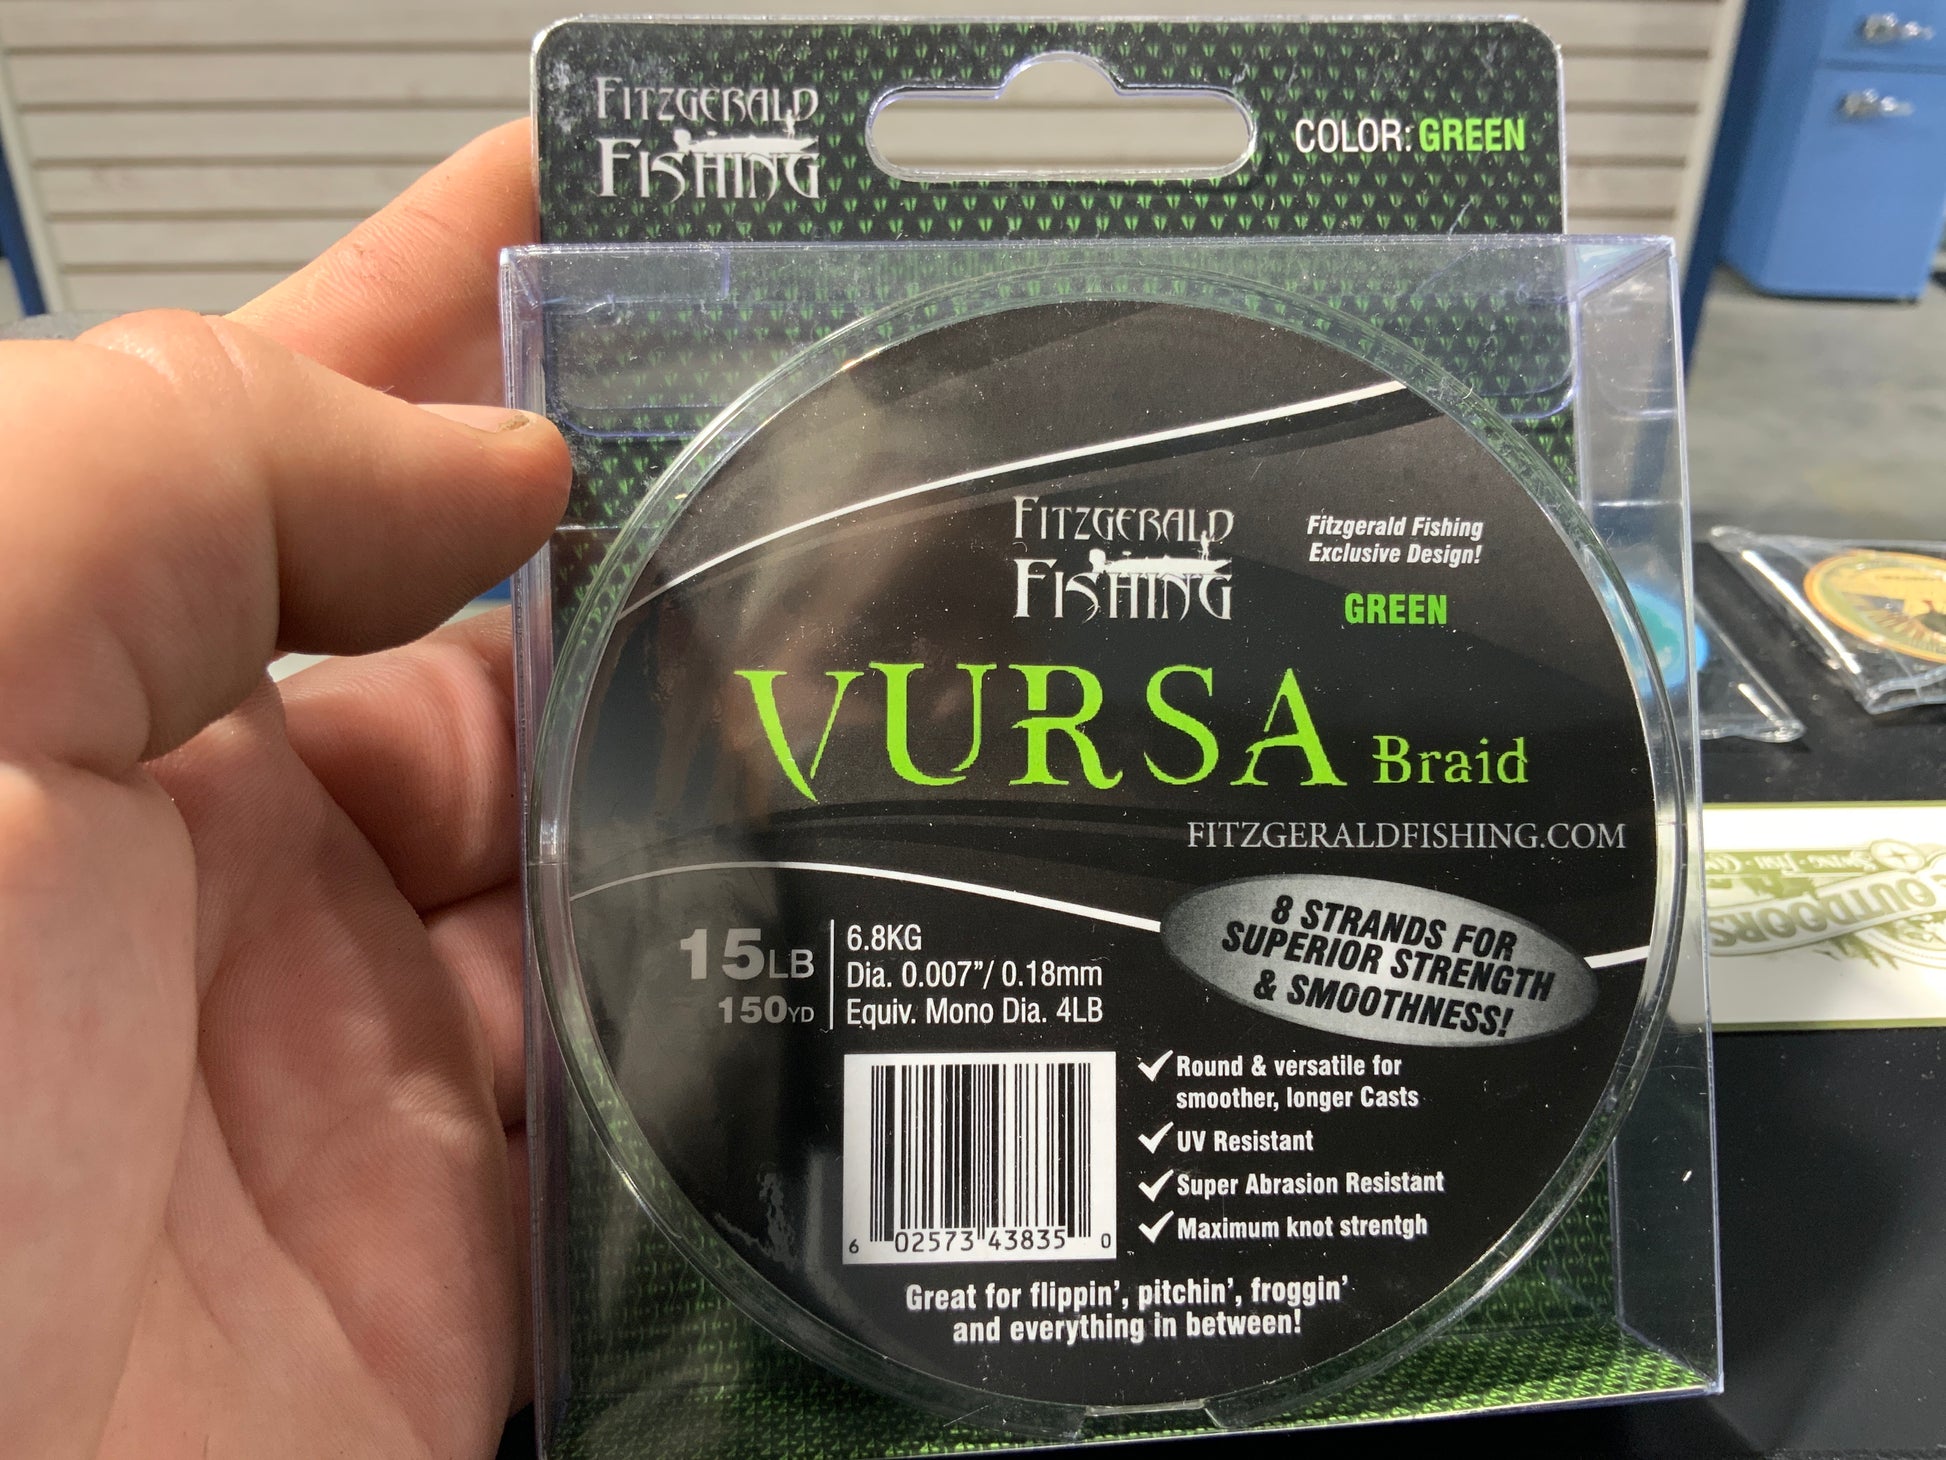 FITZGERALD
FISHING
COLOR: GREEN
FITZGERALD
FISHING
Fitzgerald Fishing
Exclusive Design!
GREEN
VURSA Braid
FITZGERALDFISHING.COM
8 STRANDS FOR
SUPERIOR STRENGTH
& SMOOTHNESS!
15LB
150YD
6.8KG
Dia. 0.007"/ 0.18mm
Equiv. Mono Dia. 4LB
✓ Round & versatile for
smoother, longer Casts
✓ UV Resistant
✓ Super Abrasion Resistant
✓ Maximum knot strentgh
6 02573 43835 0
Great for flippin', pitchin', froggin'
and everything in between!
OUTDOORS